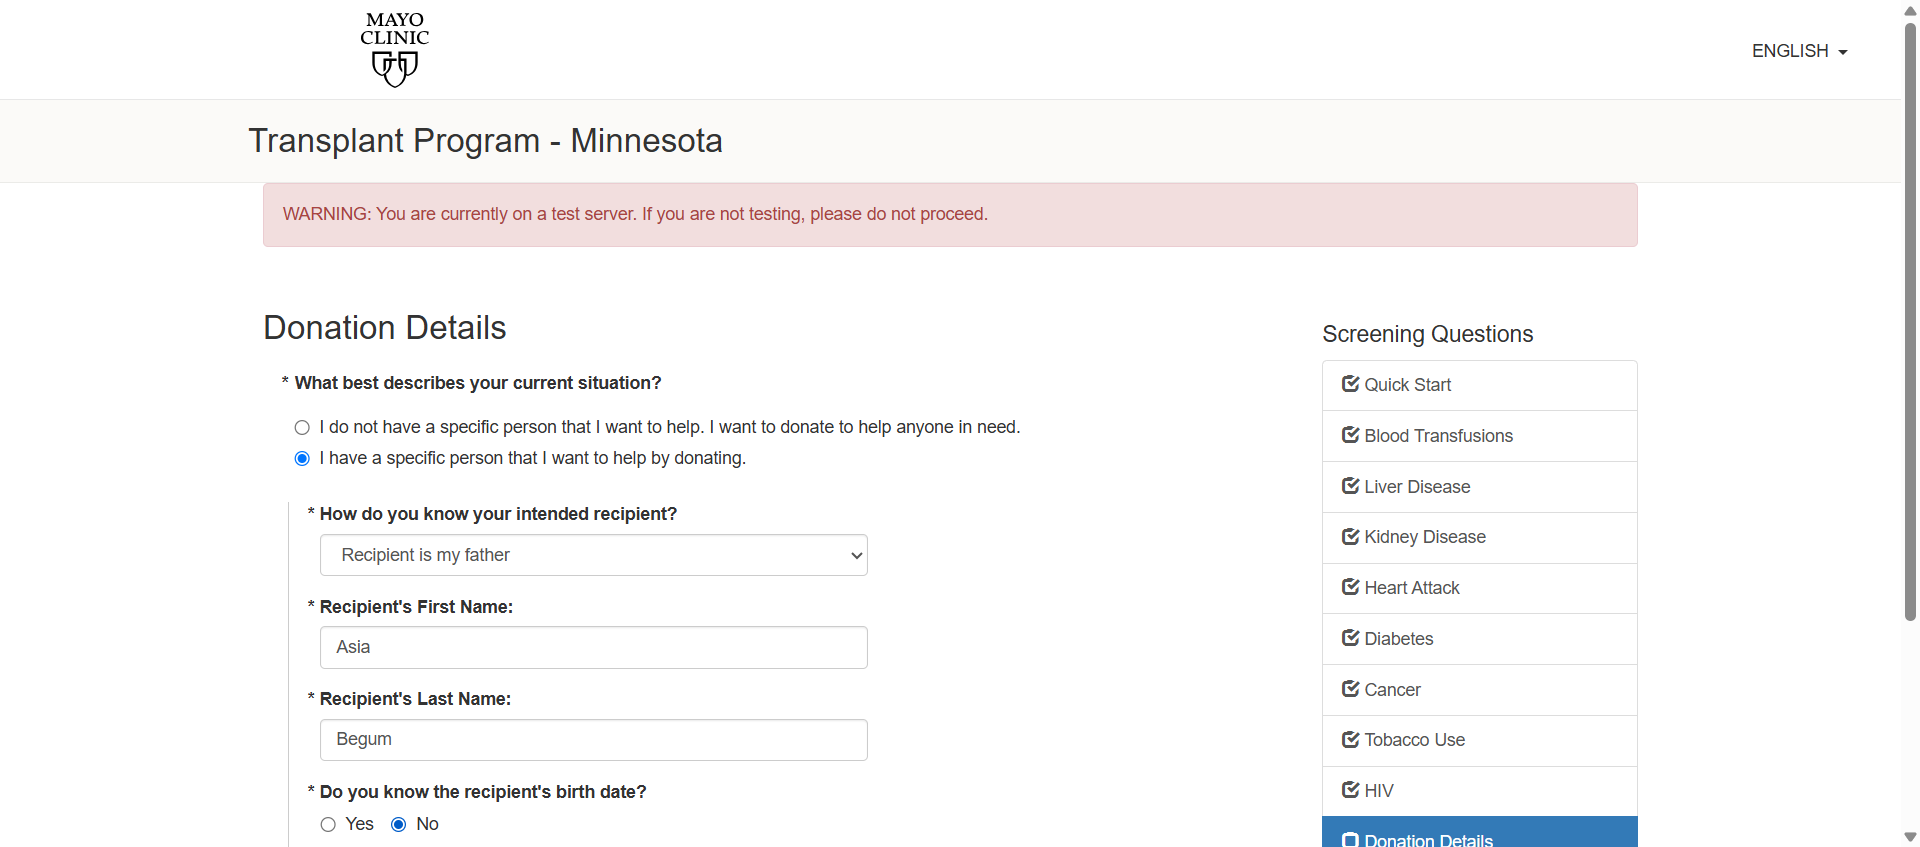 MAYO
CLINIC
ENGLISH
Transplant Program - Minnesota
WARNING: You are currently on a test server. If you are not testing, please do not proceed.
Donation Details
* What best describes your current situation?
I do not have a specific person that I want to help. I want to donate to help anyone in need.
I have a specific person that I want to help by donating.
* How do you know your intended recipient?
Recipient is my father
* Recipient's First Name:
Asia
* Recipient's Last Name:
Begum
* Do you know the recipient's birth date?
Yes No
Screening Questions
Quick Start
Blood Transfusions
Liver Disease
Kidney Disease
Heart Attack
Diabetes
Cancer
Tobacco Use
HIV
Donation Details